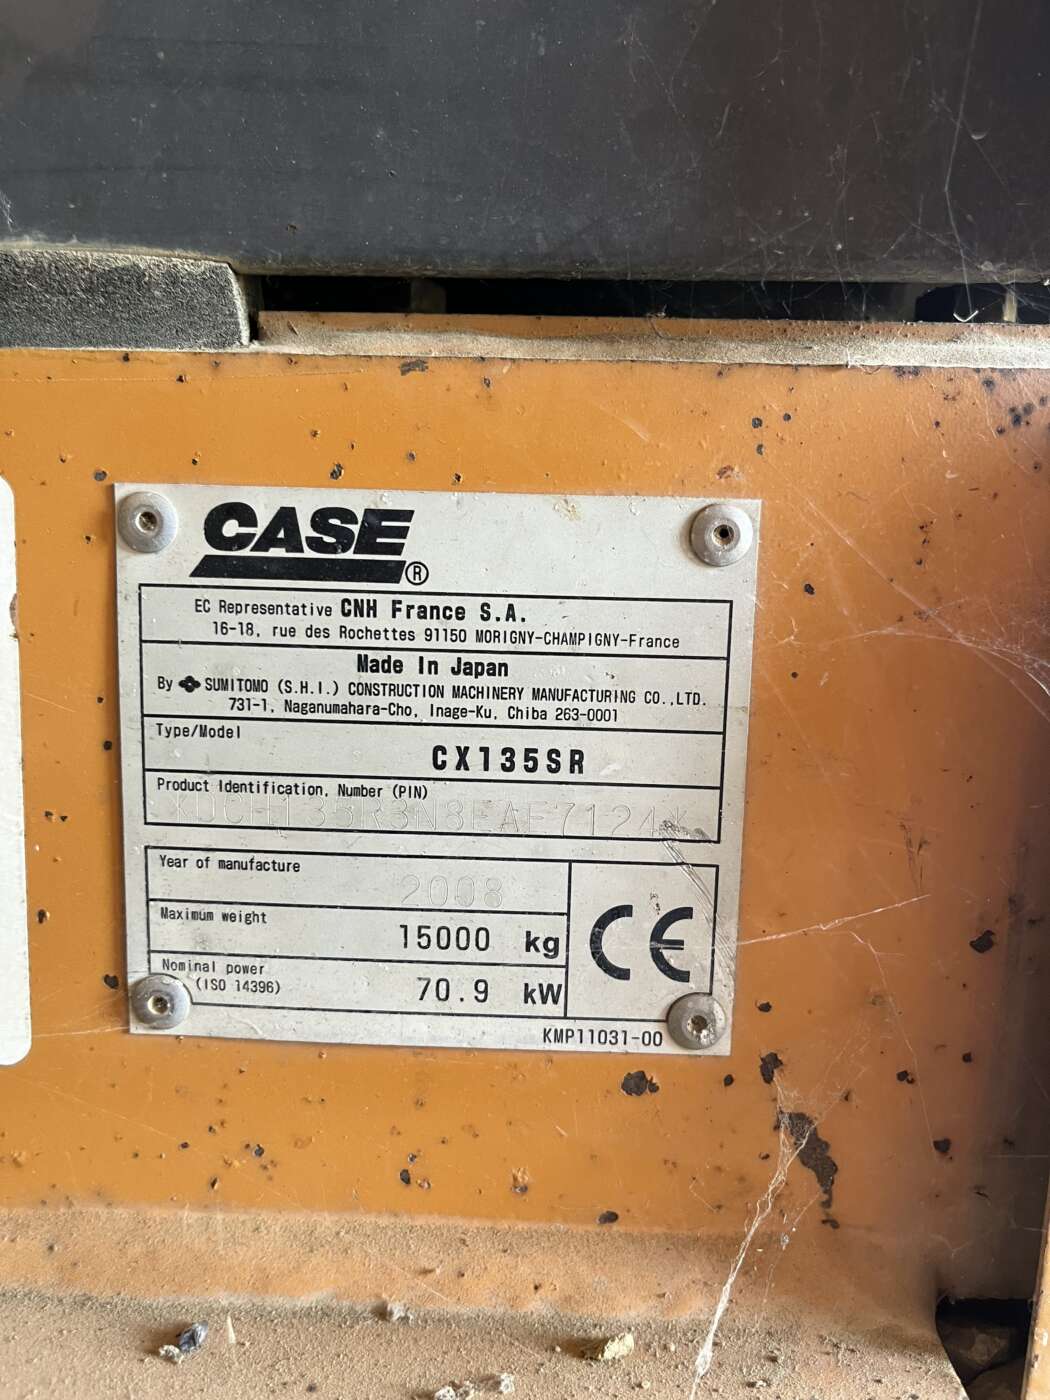 CASE®
EC Representative CNH France S.A.
16-18, rue des Rochettes 91150 MORIGNY-CHAMPIGNY-France
Made In Japan
By SUMITOMO (S.H.I.) CONSTRUCTION MACHINERY MANUFACTURING CO.,LTD.
731-1, Naganumahara-Cho, Inage-Ku, Chiba 263-0001
Type/Model
CX135SR
Product Identification, Number (PIN)
Year of manufacture
2008
Maximum weight
15000 kg
Nominal power
(ISO 14396)
70.9 kW
CE
KMP11031-00